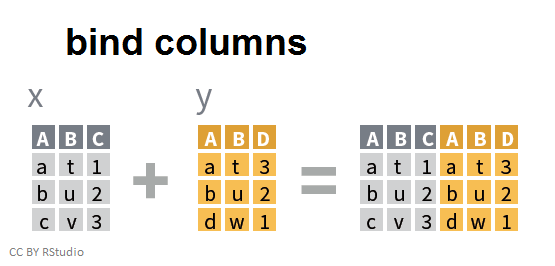 bind columns
x y
A B C A B D A B C A B D
a t 1 a t 3 a t 1 a t 3
b u 2 + b u 2 = b u 2 b u 2
c v 3 d w 1 c v 3 d w 1
CC BY RStudio